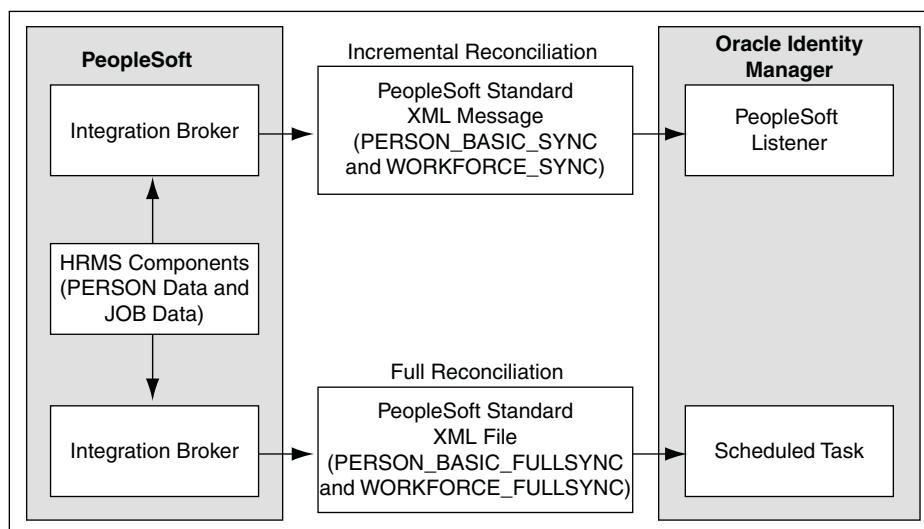 PeopleSoft
Integration Broker
HRMS Components
(PERSON Data and
JOB Data)
Integration Broker
Incremental Reconciliation
PeopleSoft Standard
XML Message
(PERSON_BASIC_SYNC
and WORKFORCE_SYNC)
Full Reconciliation
PeopleSoft Standard
XML File
(PERSON_BASIC_FULLSYNC
and WORKFORCE_FULLSYNC)
Oracle Identity
Manager
PeopleSoft
Listener
Scheduled Task